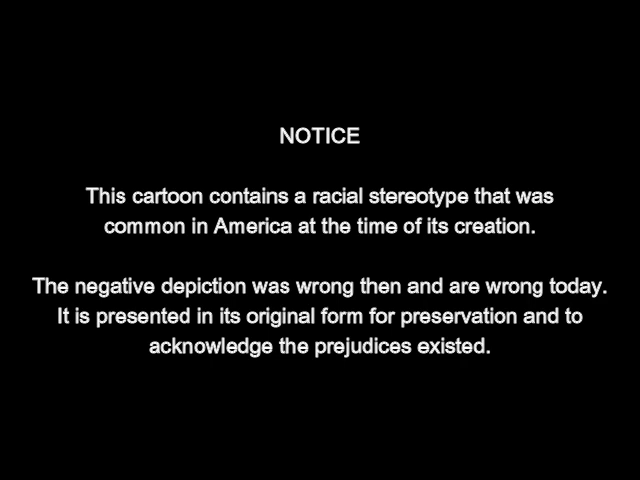 NOTICE
This cartoon contains a racial stereotype that was
common in America at the time of its creation.
The negative depiction was wrong then and are wrong today.
It is presented in its original form for preservation and to
acknowledge the prejudices existed.